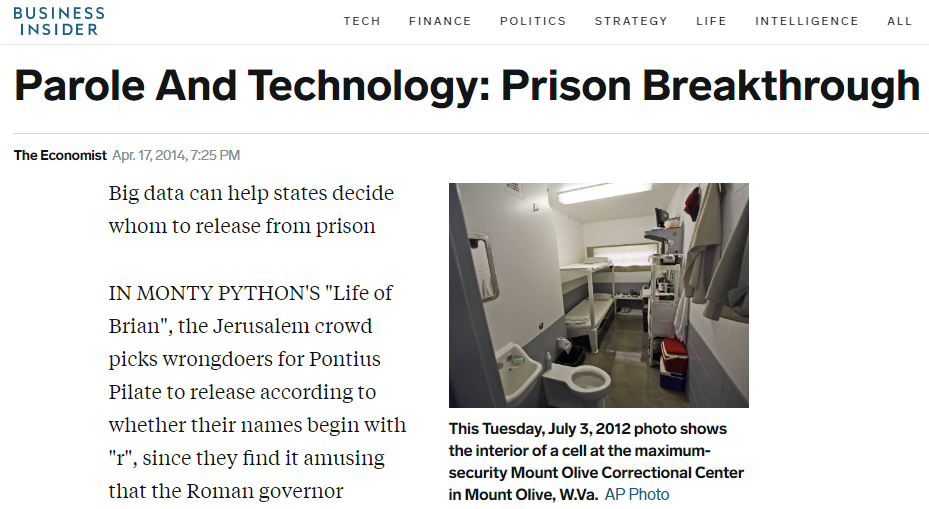 BUSINESS
INSIDER
TECH FINANCE POLITICS STRATEGY LIFE INTELLIGENCE ALL
Parole And Technology: Prison Breakthrough
The Economist Apr. 17, 2014, 7:25 PM
Big data can help states decide
whom to release from prison
IN MONTY PYTHON'S "Life of
Brian", the Jerusalem crowd
picks wrongdoers for Pontius
Pilate to release according to
whether their names begin with
"r", since they find it amusing
that the Roman governor
This Tuesday, July 3, 2012 photo shows
the interior of a cell at the maximum-
security Mount Olive Correctional Center
in Mount Olive, W.Va. AP Photo